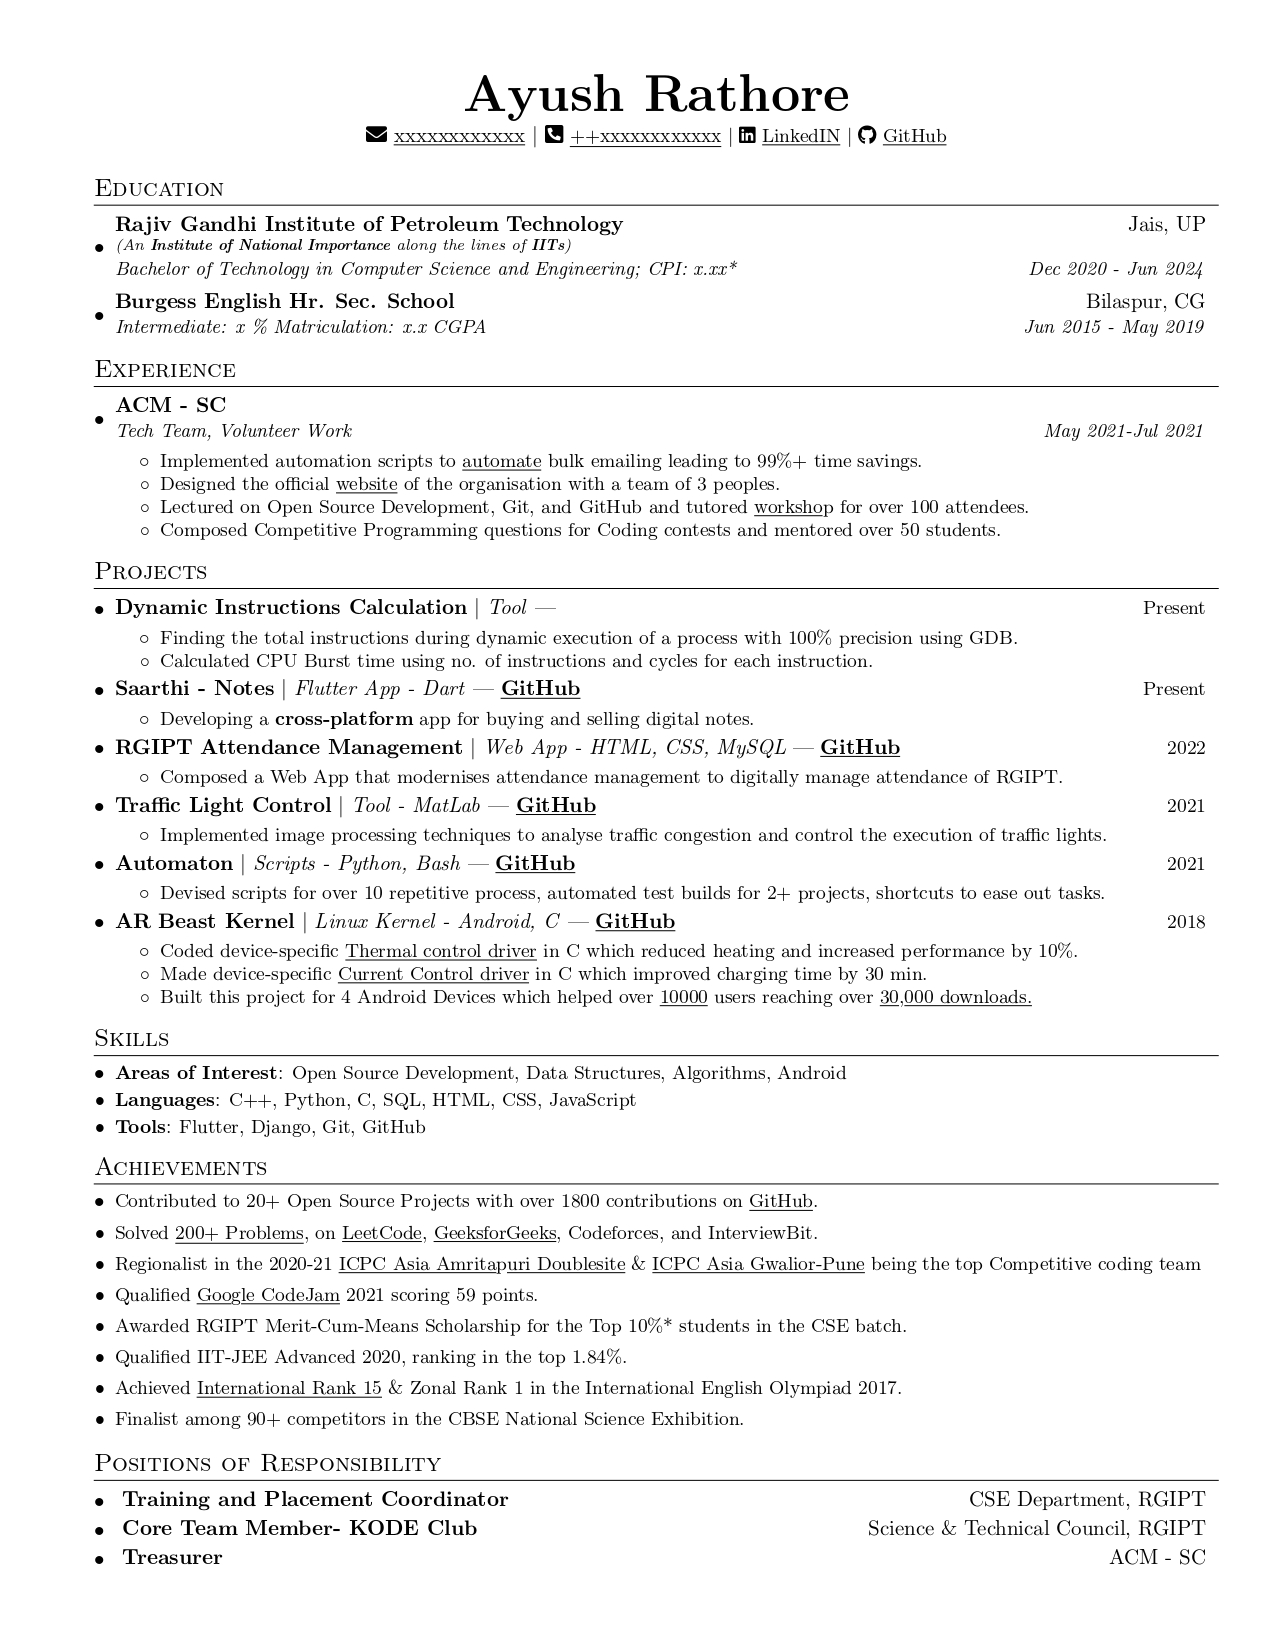 Ayush Rathore
xxxxxxxxxxxx | ++xxxxxxxxxxxx | LinkedIN | GitHub
Education
Rajiv Gandhi Institute of Petroleum Technology Jais, UP
(An Institute of National Importance along the lines of IITs)
Bachelor of Technology in Computer Science and Engineering; CPI: x.xx* Dec 2020 - Jun 2024
Burgess English Hr. Sec. School Bilaspur, CG
Intermediate: x % Matriculation: x.x CGPA Jun 2015 - May 2019
Experience
ACM - SC
Tech Team, Volunteer Work May 2021-Jul 2021
Implemented automation scripts to automate bulk emailing leading to 99%+ time savings.
Designed the official website of the organisation with a team of 3 peoples.
Lectured on Open Source Development, Git, and GitHub and tutored workshop for over 100 attendees.
Composed Competitive Programming questions for Coding contests and mentored over 50 students.
Projects
Dynamic Instructions Calculation | Tool — Present
Finding the total instructions during dynamic execution of a process with 100% precision using GDB.
Calculated CPU Burst time using no. of instructions and cycles for each instruction.
Saarthi - Notes | Flutter App - Dart — GitHub Present
Developing a cross-platform app for buying and selling digital notes.
RGIPT Attendance Management | Web App - HTML, CSS, MySQL — GitHub 2022
Composed a Web App that modernises attendance management to digitally manage attendance of RGIPT.
Traffic Light Control | Tool - MatLab — GitHub 2021
Implemented image processing techniques to analyse traffic congestion and control the execution of traffic lights.
Automaton | Scripts - Python, Bash — GitHub 2021
Devised scripts for over 10 repetitive process, automated test builds for 2+ projects, shortcuts to ease out tasks.
AR Beast Kernel | Linux Kernel - Android, C — GitHub 2018
Coded device-specific Thermal control driver in C which reduced heating and increased performance by 10%.
Made device-specific Current Control driver in C which improved charging time by 30 min.
Built this project for 4 Android Devices which helped over 10000 users reaching over 30,000 downloads.
Skills
Areas of Interest: Open Source Development, Data Structures, Algorithms, Android
Languages: C++, Python, C, SQL, HTML, CSS, JavaScript
Tools: Flutter, Django, Git, GitHub
Achievements
Contributed to 20+ Open Source Projects with over 1800 contributions on GitHub.
Solved 200+ Problems, on LeetCode, GeeksforGeeks, Codeforces, and InterviewBit.
Regionalist in the 2020-21 ICPC Asia Amritapuri Doublesite & ICPC Asia Gwalior-Pune being the top Competitive coding team
Qualified Google CodeJam 2021 scoring 59 points.
Awarded RGIPT Merit-Cum-Means Scholarship for the Top 10%* students in the CSE batch.
Qualified IIT-JEE Advanced 2020, ranking in the top 1.84%.
Achieved International Rank 15 & Zonal Rank 1 in the International English Olympiad 2017.
Finalist among 90+ competitors in the CBSE National Science Exhibition.
Positions of Responsibility
Training and Placement Coordinator CSE Department, RGIPT
Core Team Member- KODE Club Science & Technical Council, RGIPT
Treasurer ACM - SC